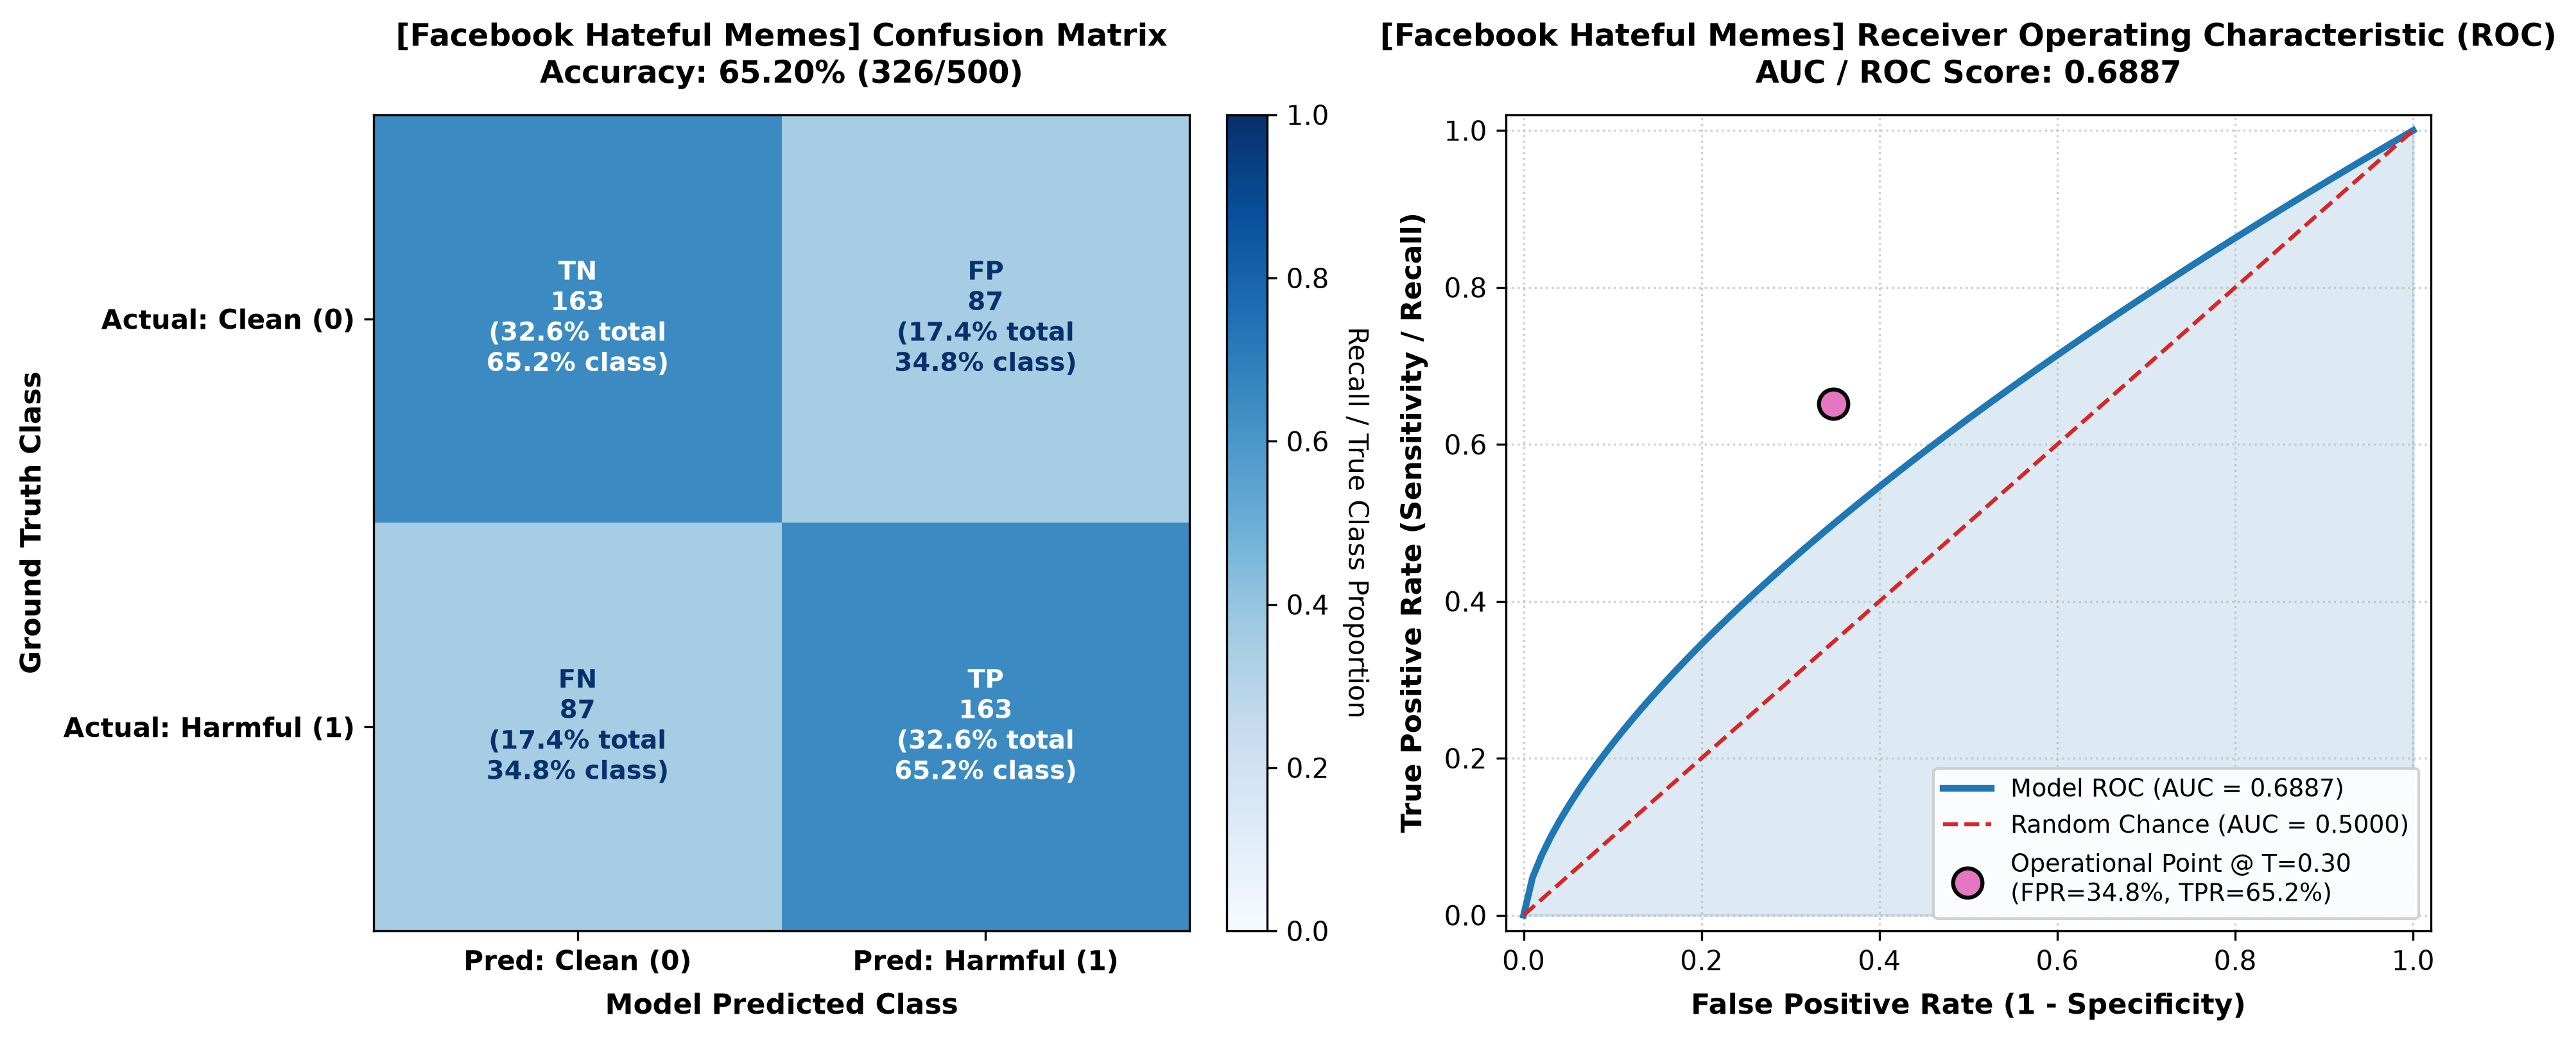 [Facebook Hateful Memes] Confusion Matrix
Accuracy: 65.20% (326/500)
Ground Truth Class
Actual: Clean (0)
Actual: Harmful (1)
TN
163
(32.6% total
65.2% class)
FP
87
(17.4% total
34.8% class)
FN
87
(17.4% total
34.8% class)
TP
163
(32.6% total
65.2% class)
Pred: Clean (0)
Pred: Harmful (1)
Model Predicted Class
1.0
0.8
0.6
0.4
0.2
0.0
Recall / True Class Proportion
[Facebook Hateful Memes] Receiver Operating Characteristic (ROC)
AUC / ROC Score: 0.6887
True Positive Rate (Sensitivity / Recall)
1.0
0.8
0.6
0.4
0.2
0.0
Model ROC (AUC = 0.6887)
Random Chance (AUC = 0.5000)
Operational Point @ T=0.30
(FPR=34.8%, TPR=65.2%)
0.0
0.2
0.4
0.6
0.8
1.0
False Positive Rate (1 - Specificity)